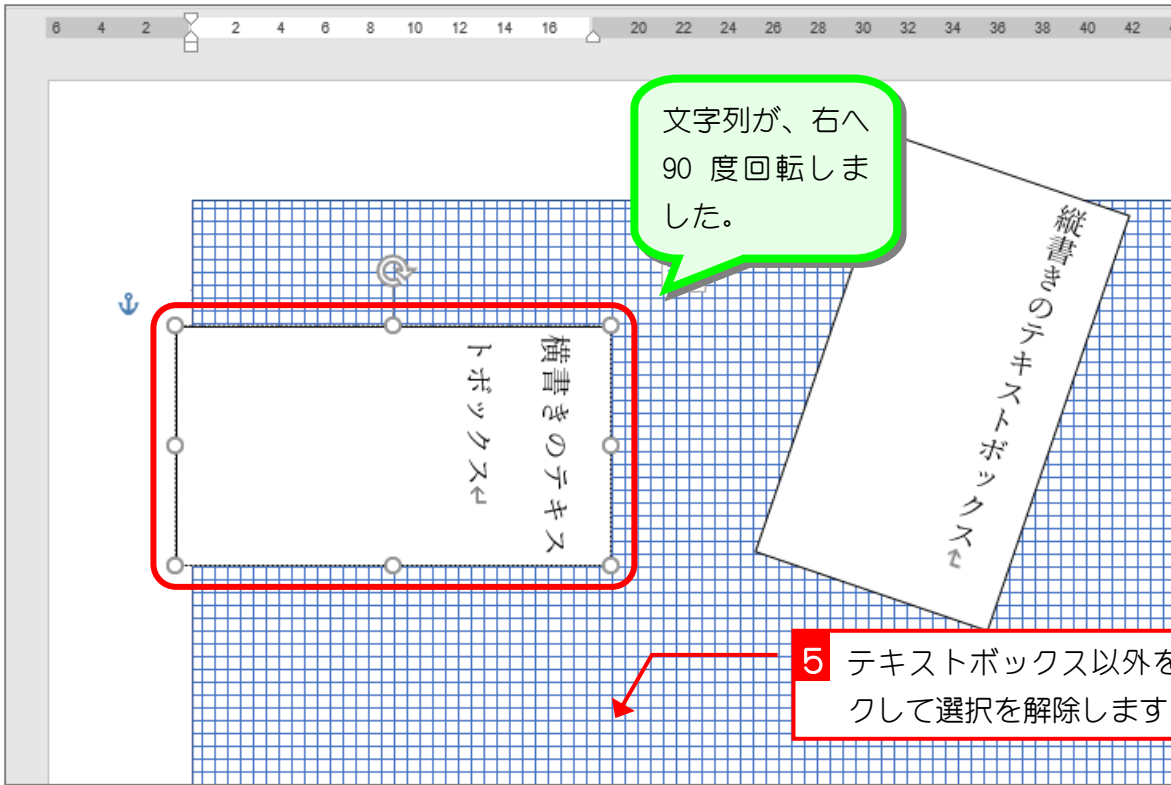 6 4 2 2 4 6 8 10 12 14 16 20 22 24 26 28 30 32 34 36 38 40 42
文字列が、右へ
90 度回転しま
した。
縦書きのテキストボックス
横書きのテキス
トボックス
5 テキストボックス以外を
クして選択を解除します